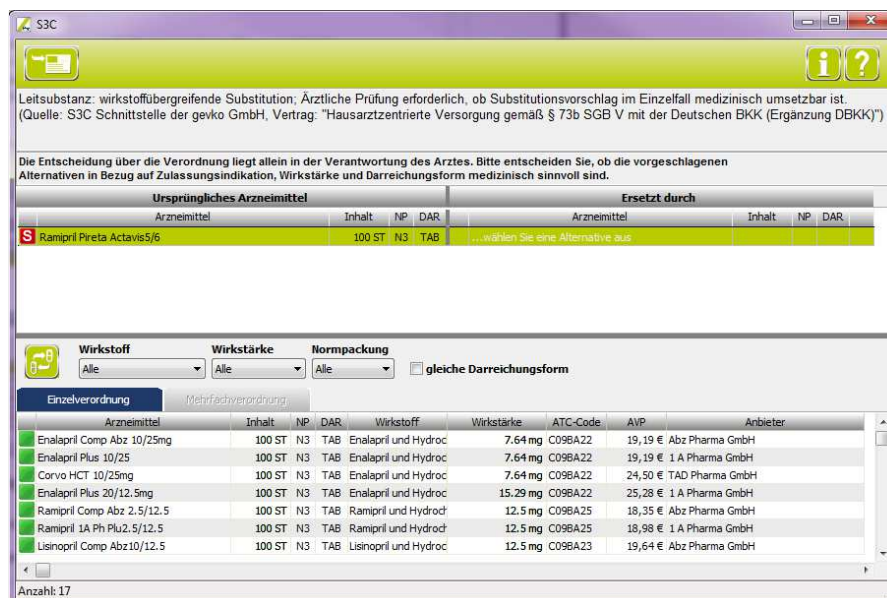 S3C
Leitsubstanz: wirkstoffübergreifende Substitution; Ärztliche Prüfung erforderlich, ob Substitutionsvorschlag im Einzelfall medizinisch umsetzbar ist.
(Quelle: S3C Schnittstelle der gevko GmbH, Vertrag: "Hausarztzentrierte Versorgung gemäß § 73b SGB V mit der Deutschen BKK (Ergänzung DBKK)")
Die Entscheidung über die Verordnung liegt allein in der Verantwortung des Arztes. Bitte entscheiden Sie, ob die vorgeschlagenen
Alternativen in Bezug auf Zulassungsindikation, Wirkstärke und Darreichungsform medizinisch sinnvoll sind.
Ursprüngliches Arzneimittel Ersetzt durch
Arzneimittel Inhalt NP DAR Arzneimittel Inhalt NP DAR
S Ramipril Pireta Actavis5/6 100 ST N3 TAB ...wählen Sie eine Alternative aus
Wirkstoff Wirkstärke Normpackung
Alle Alle Alle gleiche Darreichungsform
Einzelverordnung Mehrfachverordnung
Arzneimittel Inhalt NP DAR Wirkstoff Wirkstärke ATC-Code AVP Anbieter
Enalapril Comp Abz 10/25mg 100 ST N3 TAB Enalapril und Hydroc 7.64 mg C09BA22 19,19 € Abz Pharma GmbH
Enalapril Plus 10/25 100 ST N3 TAB Enalapril und Hydroc 7.64 mg C09BA22 19,19 € 1 A Pharma GmbH
Corvo HCT 10/25mg 100 ST N3 TAB Enalapril und Hydroc 7.64 mg C09BA22 24,50 € TAD Pharma GmbH
Enalapril Plus 20/12.5mg 100 ST N3 TAB Enalapril und Hydroc 15.29 mg C09BA22 25,28 € 1 A Pharma GmbH
Ramipril Comp Abz 2.5/12.5 100 ST N3 TAB Ramipril und Hydroch 12.5 mg C09BA25 18,35 € Abz Pharma GmbH
Ramipril 1A Ph Plu2.5/12.5 100 ST N3 TAB Ramipril und Hydroch 12.5 mg C09BA25 18,98 € 1 A Pharma GmbH
Lisinopril Comp Abz10/12.5 100 ST N3 TAB Lisinopril und Hydroc 12.5 mg C09BA23 19,64 € Abz Pharma GmbH
Anzahl: 17